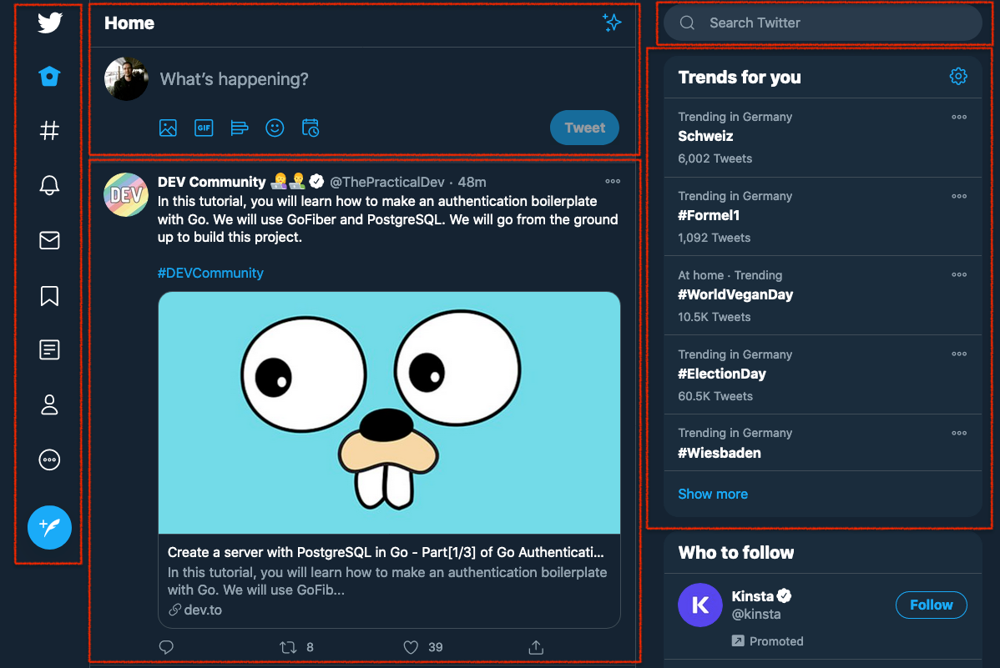 Home
What's happening?
GIF
Tweet
DEV
DEV Community 👩‍💻👨‍💻 @ThePracticalDev · 48m
In this tutorial, you will learn how to make an authentication boilerplate
with Go. We will use GoFiber and PostgreSQL. We will go from the ground
up to build this project.
#DEVCommunity
Create a server with PostgreSQL in Go - Part[1/3] of Go Authenticati...
In this tutorial, you will learn how to make an authentication boilerplate
with Go. We will use GoFib...
dev.to
8
39
Search Twitter
Trends for you
Trending in Germany
Schweiz
6,002 Tweets
Trending in Germany
#Formel1
1,092 Tweets
At home · Trending
#WorldVeganDay
10.5K Tweets
Trending in Germany
#ElectionDay
60.5K Tweets
Trending in Germany
#Wiesbaden
Show more
Who to follow
K
Kinsta
@kinsta
Follow
Promoted